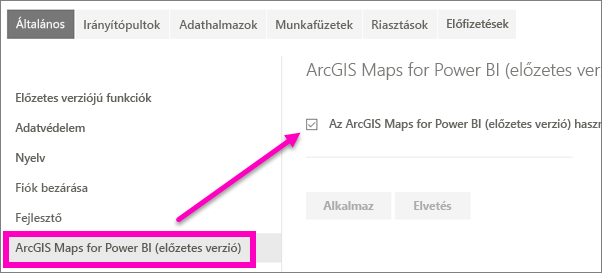 Általános Irányítópultok Adathalmazok Munkafüzetek Riasztások Előfizetések
ArcGIS Maps for Power BI (előzetes ver
Előzetes verziójú funkciók
Az ArcGIS Maps for Power BI (előzetes verzió) haszn
Adatvédelem
Nyelv
Fiók bezárása
Alkalmaz Elvetés
Fejlesztő
ArcGIS Maps for Power BI (előzetes verzió)